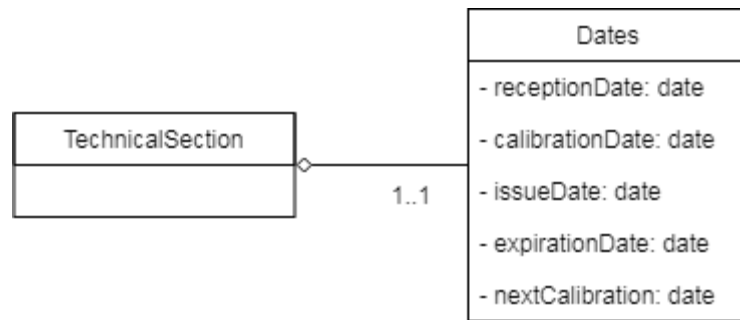 Dates
- receptionDate: date
- calibrationDate: date
- issueDate: date
- expirationDate: date
- nextCalibration: date
TechnicalSection
1..1